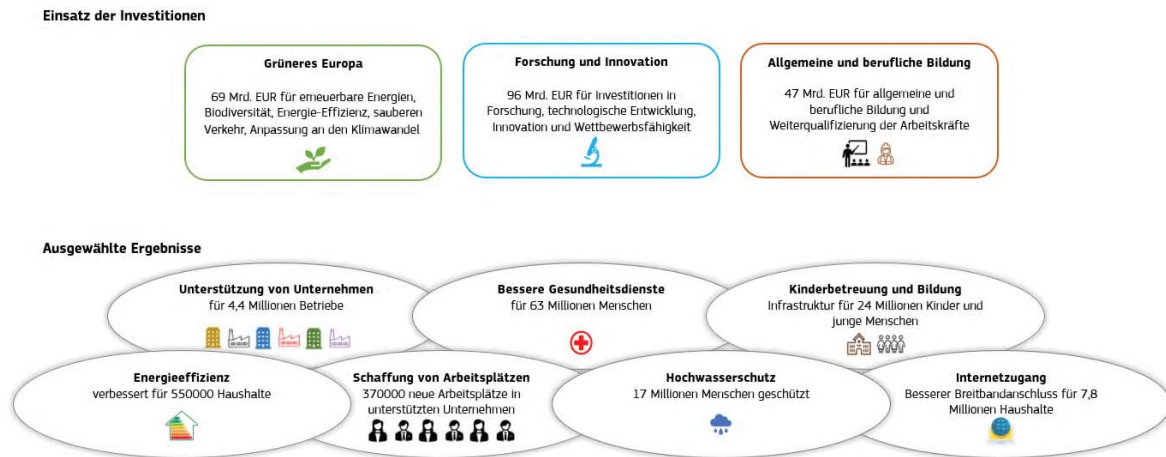 Einsatz der Investitionen
Grüneres Europa
69 Mrd. EUR für erneuerbare Energien,
Biodiversität, Energie-Effizienz, sauberen
Verkehr, Anpassung an den Klimawandel
Forschung und Innovation
96 Mrd. EUR für Investitionen in
Forschung, technologische Entwicklung,
Innovation und Wettbewerbsfähigkeit
Allgemeine und berufliche Bildung
47 Mrd. EUR für allgemeine und
berufliche Bildung und
Weiterqualifizierung der Arbeitskräfte
Ausgewählte Ergebnisse
Unterstützung von Unternehmen
für 4,4 Millionen Betriebe
Bessere Gesundheitsdienste
für 63 Millionen Menschen
Kinderbetreuung und Bildung
Infrastruktur für 24 Millionen Kinder und
junge Menschen
Energieeffizienz
verbessert für 550000 Haushalte
Schaffung von Arbeitsplätzen
370000 neue Arbeitsplätze in
unterstützten Unternehmen
Hochwasserschutz
17 Millionen Menschen geschützt
Internetzugang
Besserer Breitbandanschluss für 7,8
Millionen Haushalte